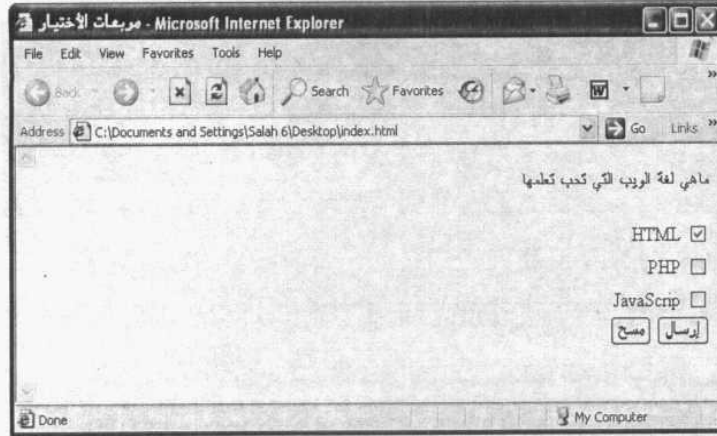 مربعات الأختيار - Microsoft Internet Explorer
File Edit View Favorites Tools Help
Back Search Favorites
Address C:\Documents and Settings\Salah 6\Desktop\index.html Go Links »
ماهي لغة الويب التي تحب تعلمها
HTML
PHP
JavaScrip
إرسال مسح
Done My Computer